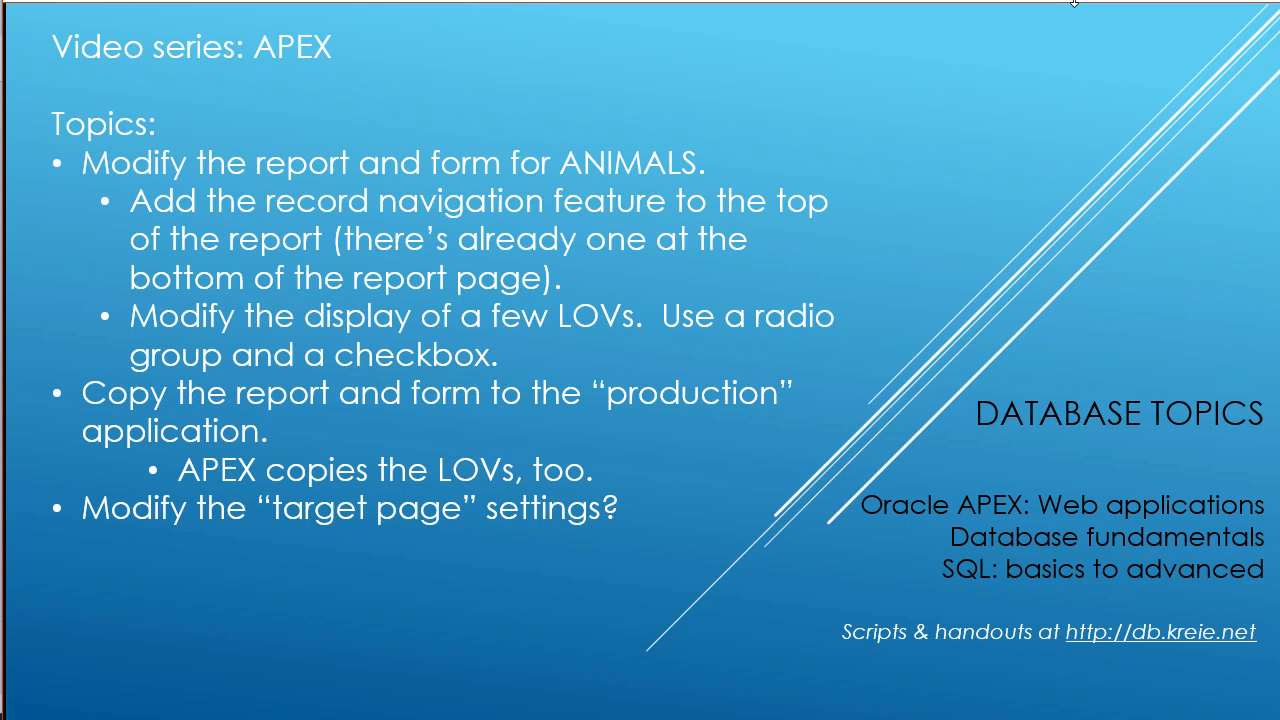 Video series: APEX
Topics:
• Modify the report and form for ANIMALS.
• Add the record navigation feature to the top
of the report (there’s already one at the
bottom of the report page).
• Modify the display of a few LOVs.  Use a radio
group and a checkbox.
• Copy the report and form to the “production”
application.
• APEX copies the LOVs, too.
• Modify the “target page” settings?
DATABASE TOPICS
Oracle APEX: Web applications
Database fundamentals
SQL: basics to advanced
Scripts & handouts at http://db.kreie.net